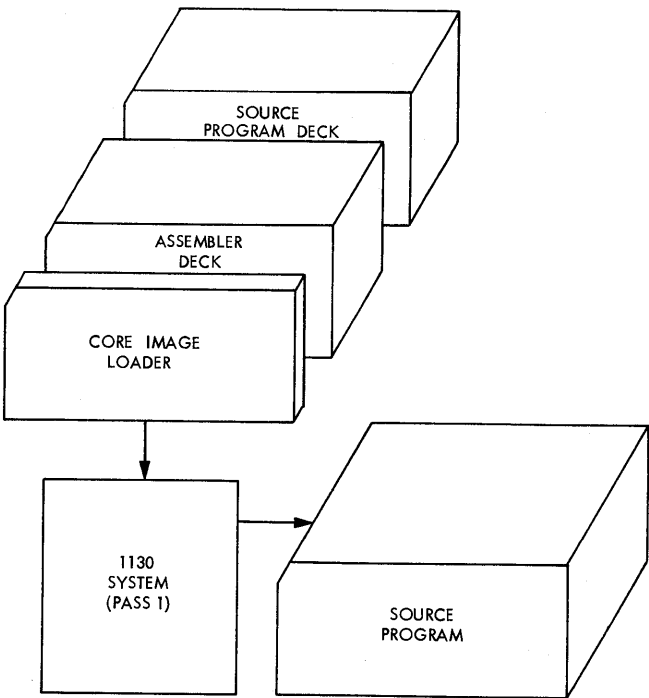 SOURCE
PROGRAM DECK
ASSEMBLER
DECK
CORE IMAGE
LOADER
1130
SYSTEM
(PASS 1)
SOURCE
PROGRAM